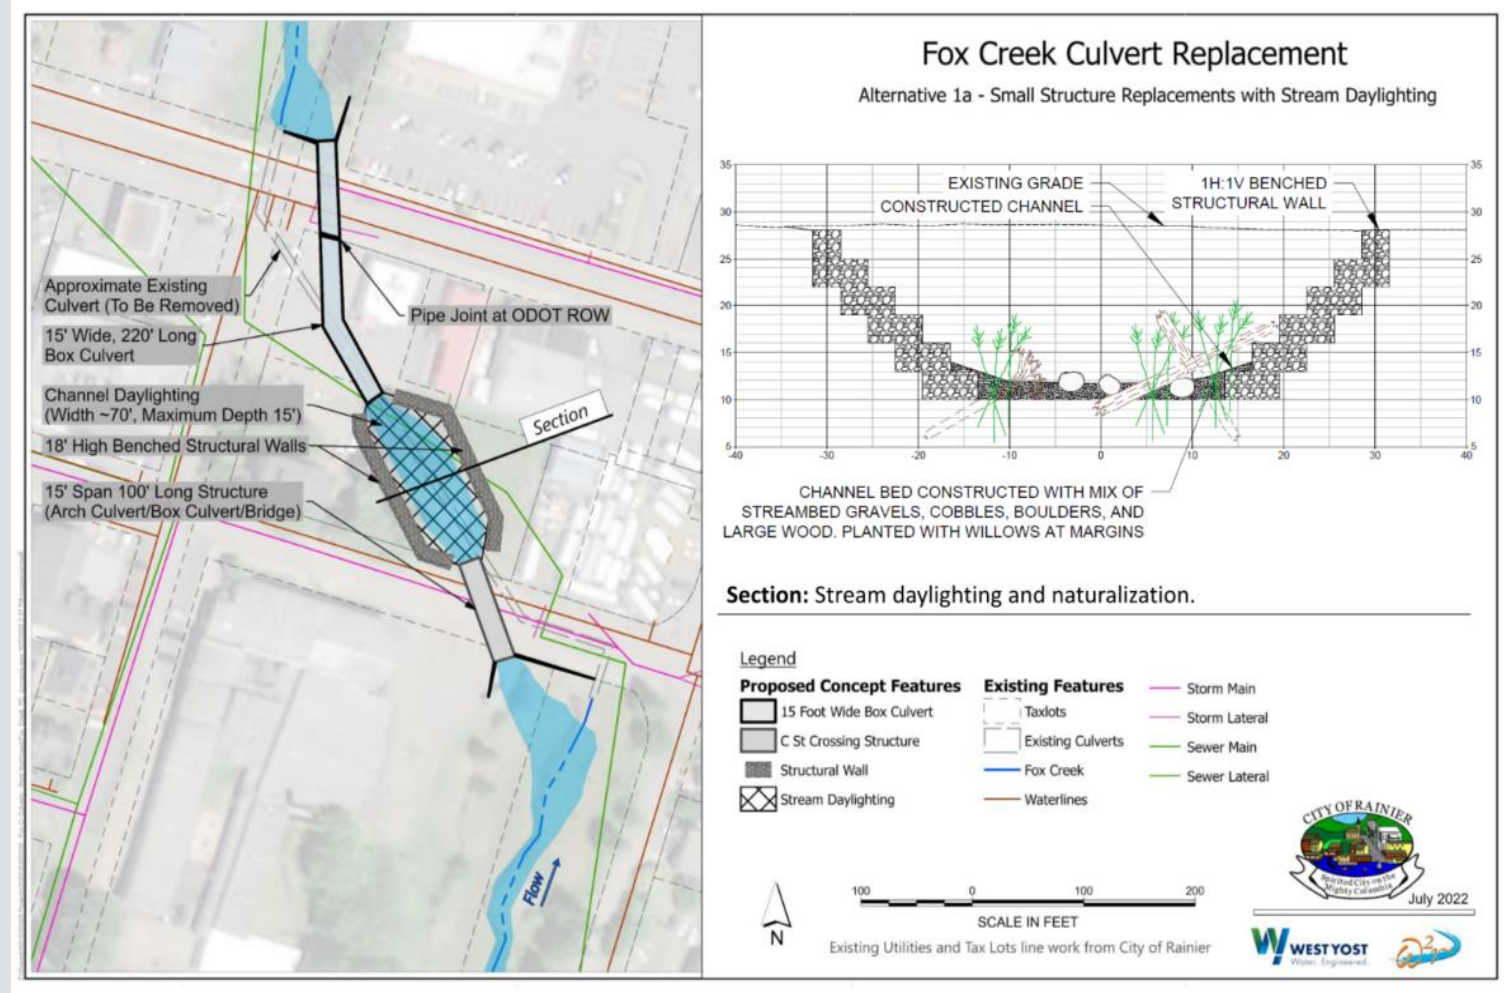 Fox Creek Culvert Replacement
Alternative 1a - Small Structure Replacements with Stream Daylighting
Approximate Existing
Culvert (To Be Removed)
15' Wide, 220' Long
Box Culvert
Pipe Joint at ODOT ROW
Channel Daylighting
(Width ~70', Maximum Depth 15')
18' High Benched Structural Walls
15' Span 100' Long Structure
(Arch Culvert/Box Culvert/Bridge)
Section
Flow
35
30
25
20
15
10
5
35
30
25
20
15
10
5
-40
-30
-20
-10
0
10
20
30
40
EXISTING GRADE
CONSTRUCTED CHANNEL
1H:1V BENCHED
STRUCTURAL WALL
CHANNEL BED CONSTRUCTED WITH MIX OF
STREAMBED GRAVELS, COBBLES, BOULDERS, AND
LARGE WOOD. PLANTED WITH WILLOWS AT MARGINS
Section: Stream daylighting and naturalization.
Legend
Proposed Concept Features
15 Foot Wide Box Culvert
C St Crossing Structure
Structural Wall
Stream Daylighting
Existing Features
Taxlots
Existing Culverts
Fox Creek
Waterlines
Storm Main
Storm Lateral
Sewer Main
Sewer Lateral
N
100
0
100
200
SCALE IN FEET
Existing Utilities and Tax Lots line work from City of Rainier
CITY OF RAINIER
Spirited City on the
Mighty Columbia
July 2022
WEST YOST
Water. Engineered.